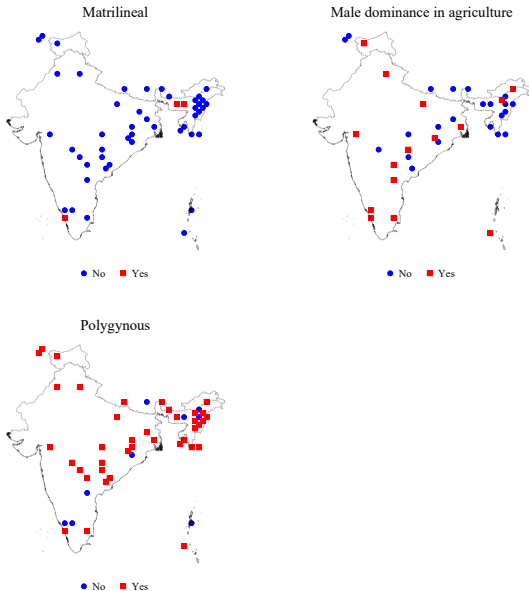 Matrilineal
Male dominance in agriculture
No Yes
No Yes
Polygynous
No Yes